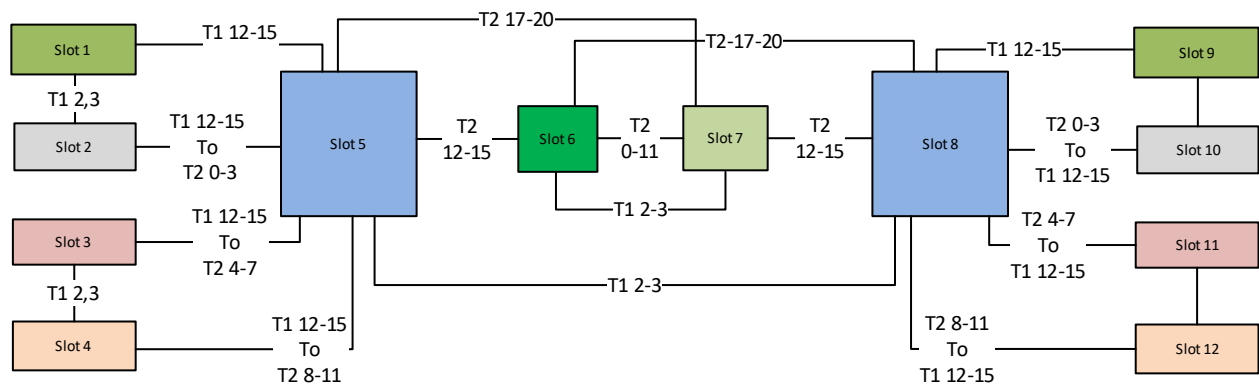 T2 17-20
T2-17-20
Slot 1
T1 12-15
T1 12-15
Slot 9
T1 2,3
Slot 2
T1 12-15
To
T2 0-3
Slot 5
T2
12-15
Slot 6
T2
0-11
Slot 7
T2
12-15
Slot 8
T2 0-3
To
T1 12-15
Slot 10
T1 2-3
Slot 3
T1 12-15
To
T2 4-7
T2 4-7
To
T1 12-15
Slot 11
T1 2,3
T1 2-3
Slot 4
T1 12-15
To
T2 8-11
T2 8-11
To
T1 12-15
Slot 12